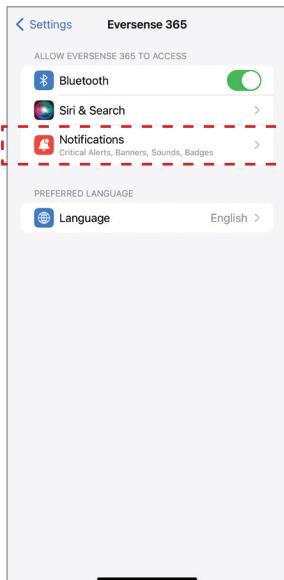 Settings Eversense 365
ALLOW EVERSENSE 365 TO ACCESS
Bluetooth
Siri & Search
Notifications
Critical Alerts, Banners, Sounds, Badges
PREFERRED LANGUAGE
Language English